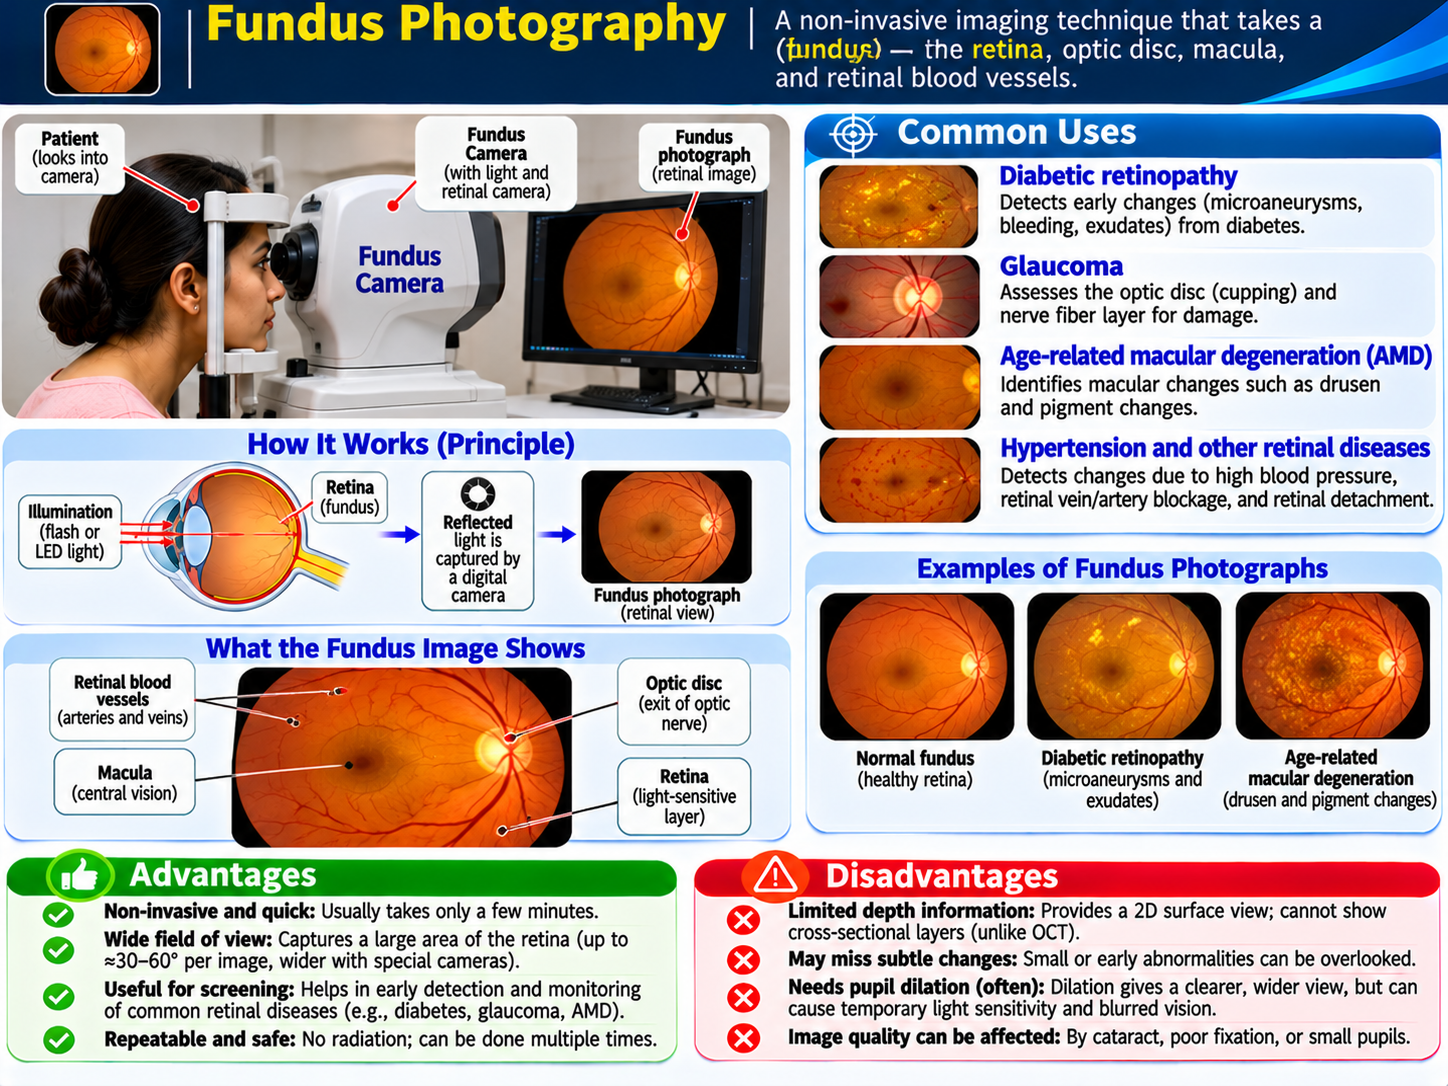 Fundus Photography
A non-invasive imaging technique that takes a
(fundus) — the retina, optic disc, macula,
and retinal blood vessels.
Patient
(looks into
camera)
Fundus
Camera
(with light and
retinal camera)
Fundus
photograph
(retinal image)
Fundus
Camera
How It Works (Principle)
Illumination
(flash or
LED light)
Retina
(fundus)
Reflected
light is
captured by
a digital
camera
Fundus photograph
(retinal view)
What the Fundus Image Shows
Retinal blood
vessels
(arteries and veins)
Macula
(central vision)
Optic disc
(exit of optic
nerve)
Retina
(light-sensitive
layer)
Common Uses
Diabetic retinopathy
Detects early changes (microaneurysms,
bleeding, exudates) from diabetes.
Glaucoma
Assesses the optic disc (cupping) and
nerve fiber layer for damage.
Age-related macular degeneration (AMD)
Identifies macular changes such as drusen
and pigment changes.
Hypertension and other retinal diseases
Detects changes due to high blood pressure,
retinal vein/artery blockage, and retinal detachment.
Examples of Fundus Photographs
Normal fundus
(healthy retina)
Diabetic retinopathy
(microaneurysms and
exudates)
Age-related
macular degeneration
(drusen and pigment changes)
Advantages
Non-invasive and quick: Usually takes only a few minutes.
Wide field of view: Captures a large area of the retina (up to
≈30–60° per image, wider with special cameras).
Useful for screening: Helps in early detection and monitoring
of common retinal diseases (e.g., diabetes, glaucoma, AMD).
Repeatable and safe: No radiation; can be done multiple times.
Disadvantages
Limited depth information: Provides a 2D surface view; cannot show
cross-sectional layers (unlike OCT).
May miss subtle changes: Small or early abnormalities can be overlooked.
Needs pupil dilation (often): Dilation gives a clearer, wider view, but can
cause temporary light sensitivity and blurred vision.
Image quality can be affected: By cataract, poor fixation, or small pupils.